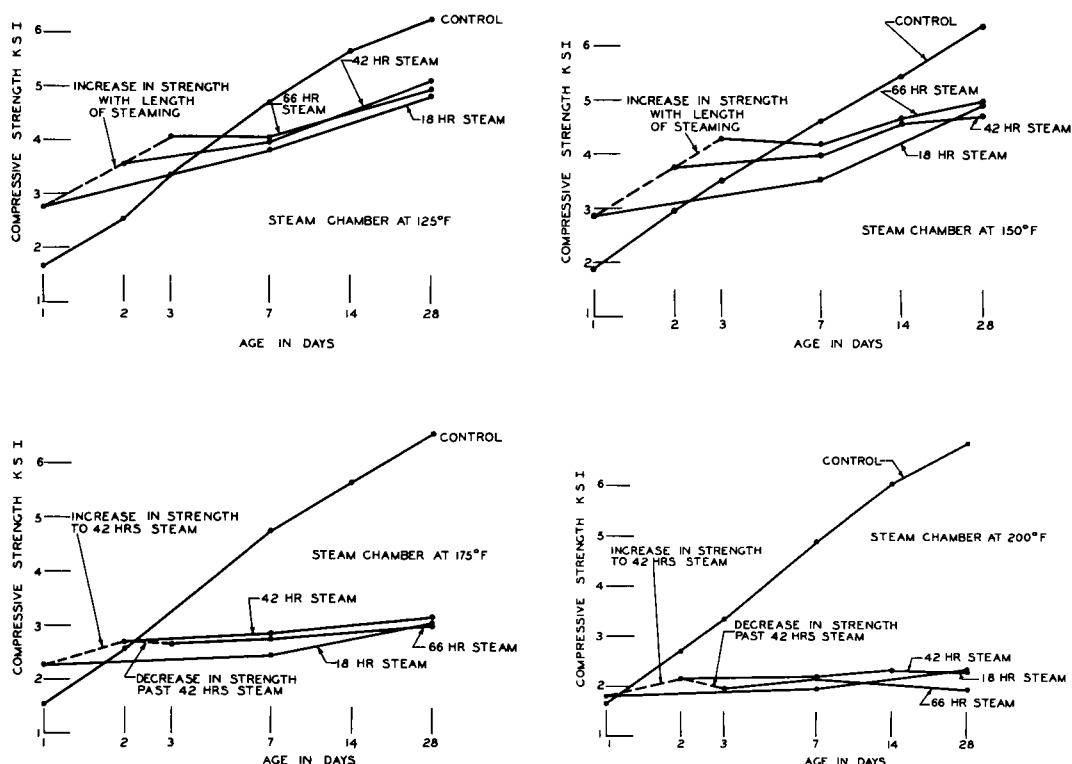 COMPRESSIVE STRENGTH KSI
6
5
4
3
2
1
CONTROL
42 HR STEAM
INCREASE IN STRENGTH
WITH LENGTH
OF STEAMING
66 HR
STEAM
18 HR STEAM
STEAM CHAMBER AT 125°F
1 2 3 7 14 28
AGE IN DAYS
COMPRESSIVE STRENGTH KSI
6
5
4
3
2
1
CONTROL
66 HR STEAM
INCREASE IN STRENGTH
WITH LENGTH
OF STEAMING
42 HR STEAM
18 HR STEAM
STEAM CHAMBER AT 150°F
1 2 3 7 14 28
AGE IN DAYS
COMPRESSIVE STRENGTH KSI
6
5
4
3
2
1
CONTROL
INCREASE IN STRENGTH
TO 42 HRS STEAM
STEAM CHAMBER AT 175°F
42 HR STEAM
66 HR STEAM
18 HR STEAM
DECREASE IN STRENGTH
PAST 42 HRS STEAM
1 2 3 7 14 28
AGE IN DAYS
COMPRESSIVE STRENGTH KSI
6
5
4
3
2
1
CONTROL
STEAM CHAMBER AT 200°F
INCREASE IN STRENGTH
TO 42 HRS STEAM
DECREASE IN STRENGTH
PAST 42 HRS STEAM
42 HR STEAM
18 HR STEAM
66 HR STEAM
1 2 3 7 14 28
AGE IN DAYS